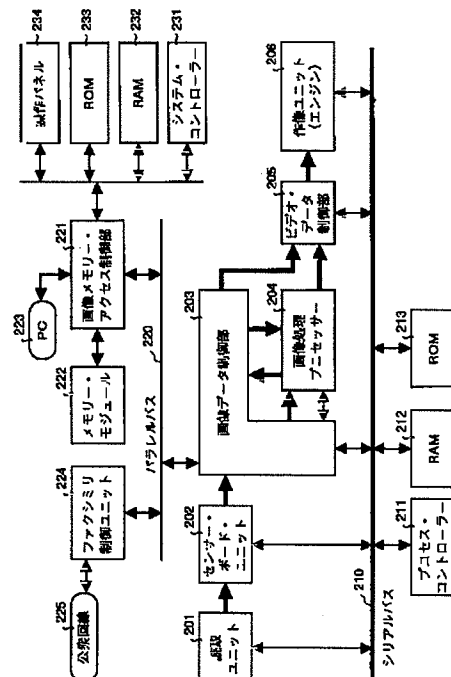 操作パネル
234
ROM
233
RAM
232
システム・
コントローラー
231
画像メモリー・
アクセス制御部
221
PC
223
メモリー・
モジュール
222
ファクシミリ
制御ユニット
224
公衆回線
225
パラレルバス
220
画像データ制御部
203
画像処理
プロセッサー
204
ビデオ・
データ
制御部
205
作像ユニット
(エンジン)
206
センサー・
ボード・
ユニット
202
読取
ユニット
201
210
シリアルバス
プロセス・
コントローラー
211
RAM
212
ROM
213